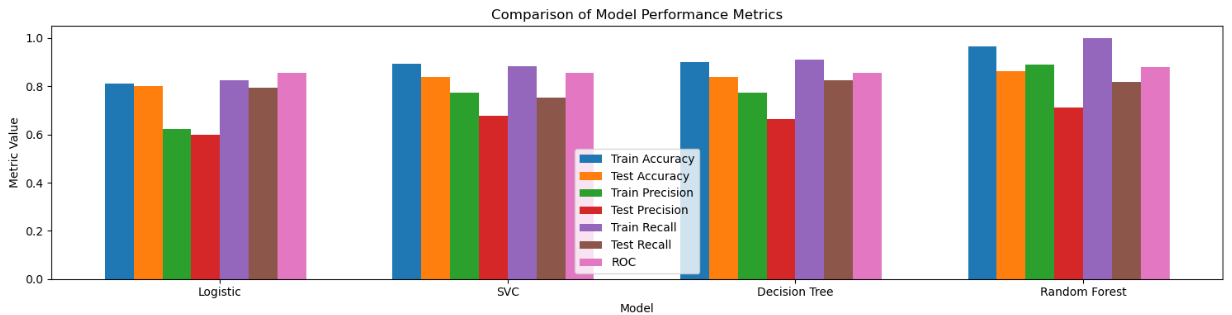 Comparison of Model Performance Metrics
Metric Value
1.0
0.8
0.6
0.4
0.2
0.0
Train Accuracy
Test Accuracy
Train Precision
Test Precision
Train Recall
Test Recall
ROC
Logistic
SVC
Decision Tree
Random Forest
Model